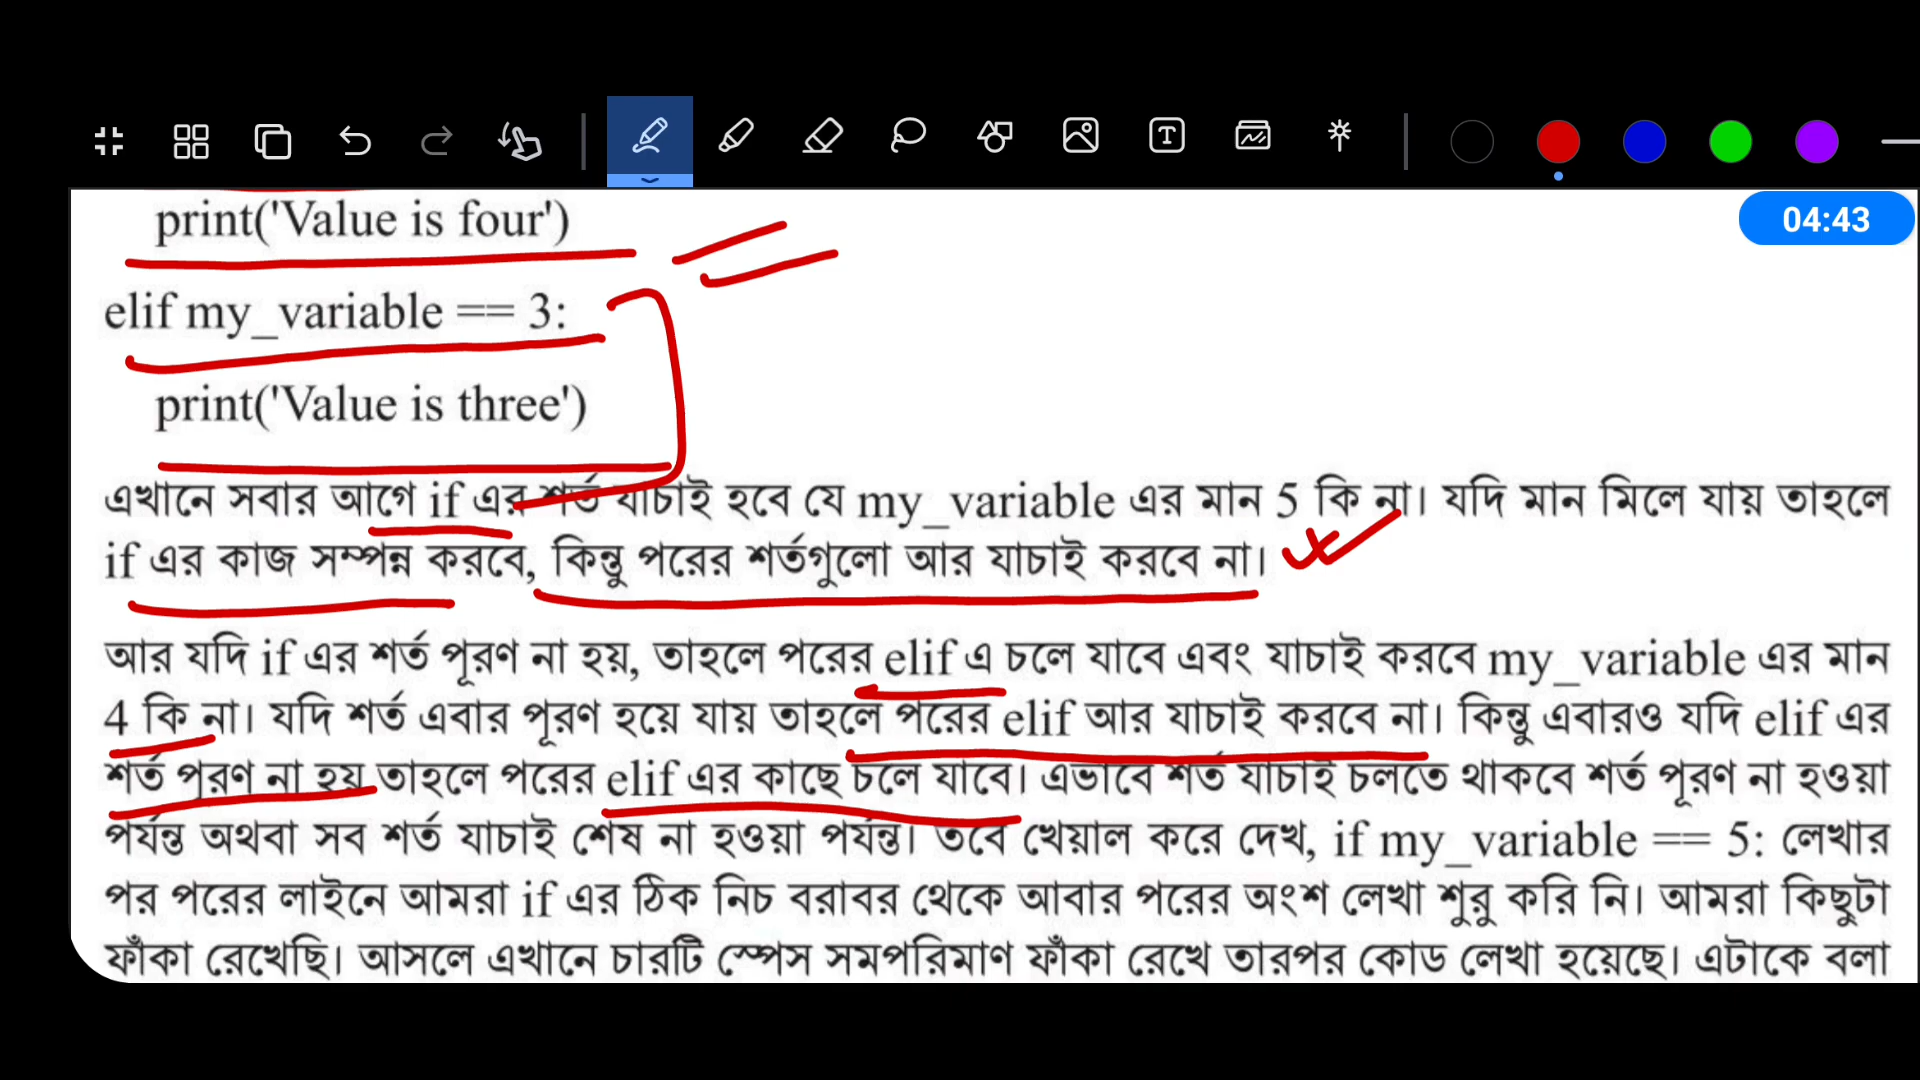 04:43
print('Value is four')
elif my_variable == 3:
print('Value is three')
এখানে সবার আগে if এর শর্ত যাচাই হবে যে my_variable এর মান 5 কি না। যদি মান মিলে যায় তাহলে
if এর কাজ সম্পন্ন করবে, কিন্তু পরের শর্তগুলো আর যাচাই করবে না।
আর যদি if এর শর্ত পূরণ না হয়, তাহলে পরের elif এ চলে যাবে এবং যাচাই করবে my_variable এর মান
4 কি না। যদি শর্ত এবার পূরণ হয়ে যায় তাহলে পরের elif আর যাচাই করবে না। কিন্তু এবারও যদি elif এর
শর্ত পূরণ না হয় তাহলে পরের elif এর কাছে চলে যাবে। এভাবে শর্ত যাচাই চলতে থাকবে শর্ত পূরণ না হওয়া
পর্যন্ত অথবা সব শর্ত যাচাই শেষ না হওয়া পর্যন্ত। তবে খেয়াল করে দেখ, if my_variable == 5: লেখার
পর পরের লাইনে আমরা if এর ঠিক নিচ বরাবর থেকে আবার পরের অংশ লেখা শুরু করি নি। আমরা কিছুটা
ফাঁকা রেখেছি। আসলে এখানে চারটি স্পেস সমপরিমাণ ফাঁকা রেখে তারপর কোড লেখা হয়েছে। এটাকে বলা